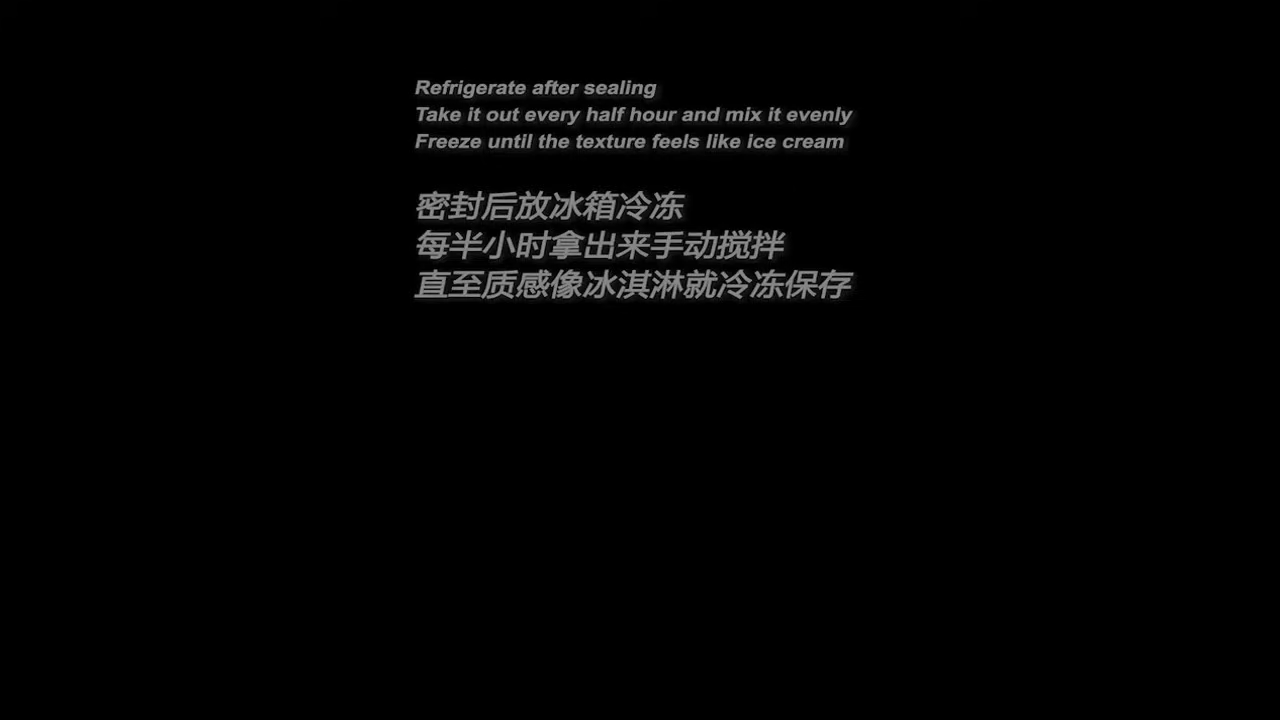 Refrigerate after sealing
Take it out every half hour and mix it evenly
Freeze until the texture feels like ice cream
密封后放冰箱冷冻
每半小时拿出来手动搅拌
直至质感像冰淇淋就冷冻保存